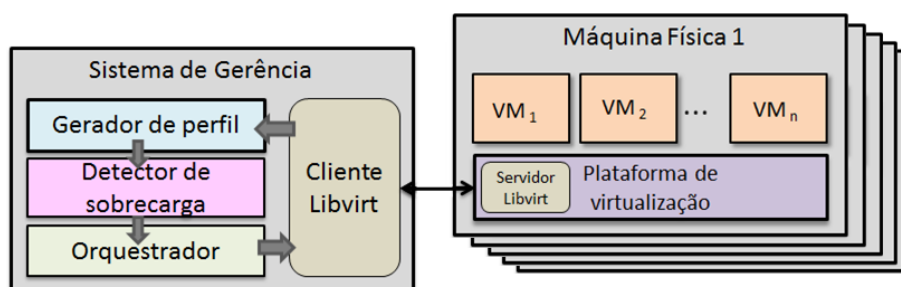 Sistema de Gerência
Gerador de perfil
Detector de
sobrecarga
Orquestrador
Cliente
Libvirt
Máquina Física 1
VM 1
VM 2
...
VM n
Servidor
Libvirt
Plataforma de
virtualização